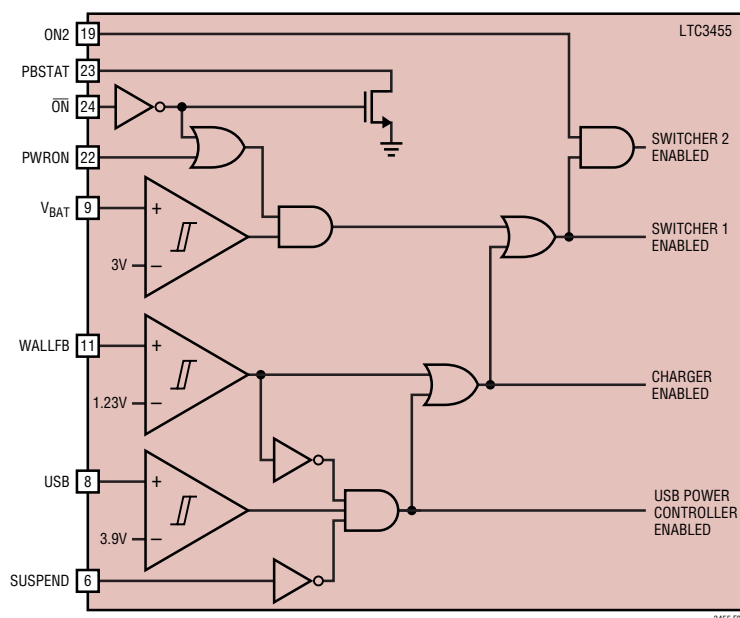 LTC3455
ON2 19
PBSTAT 23
ON 24
PWRON 22
VBAT 9
+
3V –
WALLFB 11
+
1.23V –
USB 8
+
3.9V –
SUSPEND 6
SWITCHER 2
ENABLED
SWITCHER 1
ENABLED
CHARGER
ENABLED
USB POWER
CONTROLLER
ENABLED